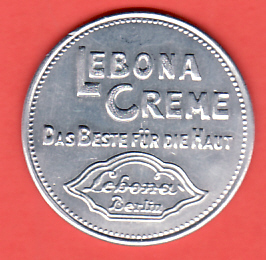 LEBONA
CREME
DAS BESTE FÜR DIE HAUT
Lebona
Berlin